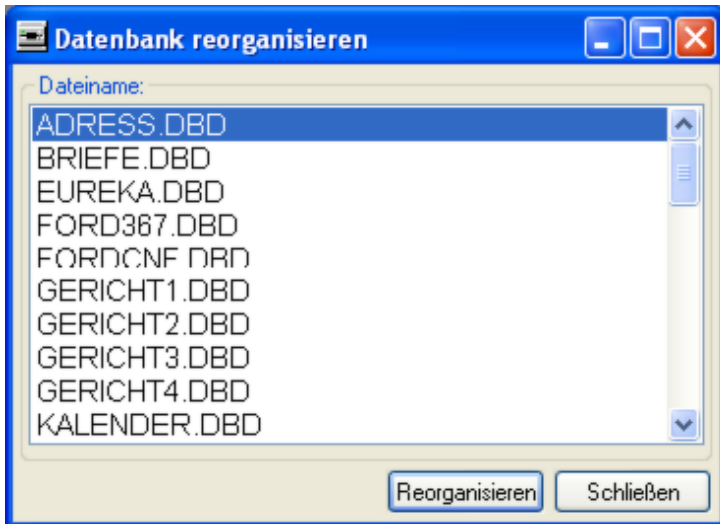 Datenbank reorganisieren
Dateiname:
ADRESS.DBD
BRIEFE.DBD
EUREKA.DBD
FORD367.DBD
FORDCNF.DBD
GERICHT1.DBD
GERICHT2.DBD
GERICHT3.DBD
GERICHT4.DBD
KALENDER.DBD
Reorganisieren Schließen